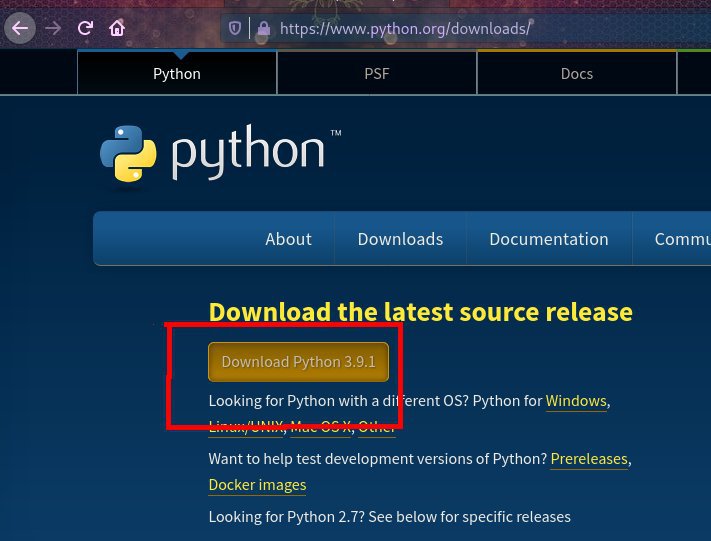 https://www.python.org/downloads/
Python PSF Docs
python™
About Downloads Documentation Commu
Download the latest source release
Download Python 3.9.1
Looking for Python with a different OS? Python for Windows,
Linux/UNIX, Mac OS X, Other
Want to help test development versions of Python? Prereleases,
Docker images
Looking for Python 2.7? See below for specific releases